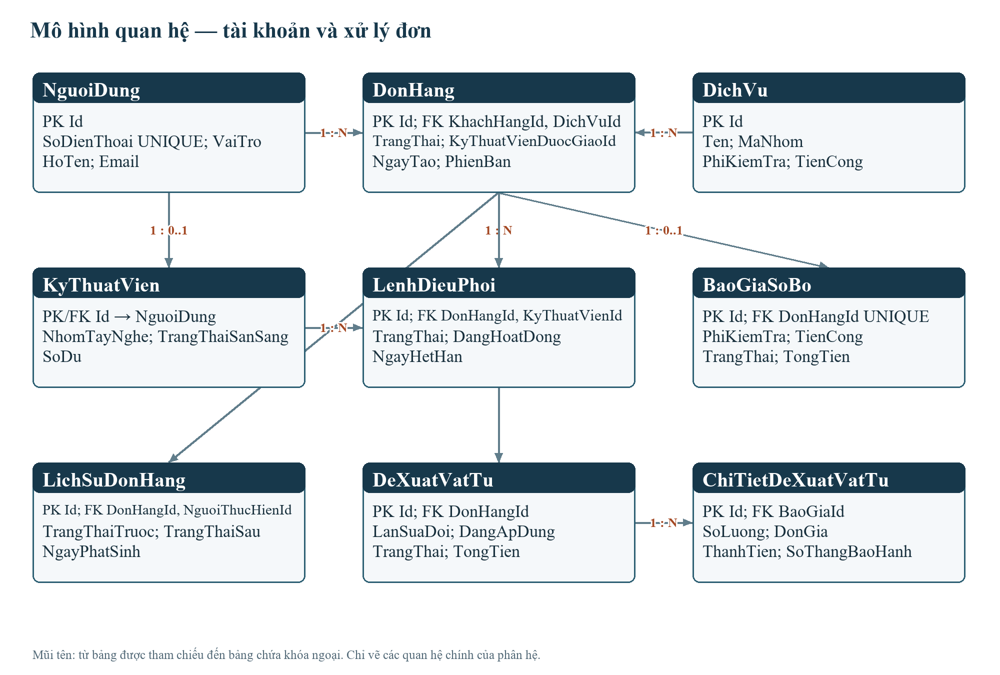 Mô hình quan hệ — tài khoản và xử lý đơn
NguoiDung
PK Id
SoDienThoai UNIQUE; VaiTro
HoTen; Email
1 : N
DonHang
PK Id; FK KhachHangId, DichVuId
TrangThai; KyThuatVienDuocGiaoId
NgayTao; PhienBan
1 : N
DichVu
PK Id
Ten; MaNhom
PhiKiemTra; TienCong
1 : 0..1
1 : N
1 : 0..1
KyThuatVien
PK/FK Id → NguoiDung
NhomTayNghe; TrangThaiSanSang
SoDu
1 : N
LenhDieuPhoi
PK Id; FK DonHangId, KyThuatVienId
TrangThai; DangHoatDong
NgayHetHan
BaoGiaSoBo
PK Id; FK DonHangId UNIQUE
PhiKiemTra; TienCong
TrangThai; TongTien
LichSuDonHang
PK Id; FK DonHangId, NguoiThucHienId
TrangThaiTruoc; TrangThaiSau
NgayPhatSinh
DeXuatVatTu
PK Id; FK DonHangId
LanSuaDoi; DangApDung
TrangThai; TongTien
1 : N
ChiTietDeXuatVatTu
PK Id; FK BaoGiaId
SoLuong; DonGia
ThanhTien; SoThangBaoHanh
Mũi tên: từ bảng được tham chiếu đến bảng chứa khóa ngoại. Chỉ vẽ các quan hệ chính của phân hệ.